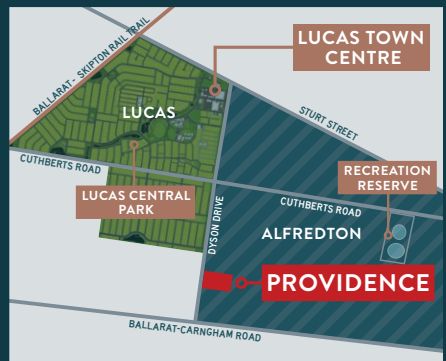 LUCAS TOWN
CENTRE
BALLARAT - SKIPTON RAIL TRAIL
LUCAS
STURT STREET
CUTHBERTS ROAD
RECREATION
RESERVE
LUCAS CENTRAL
PARK
DYSON DRIVE
CUTHBERTS ROAD
ALFREDTON
PROVIDENCE
BALLARAT-CARNGHAM ROAD